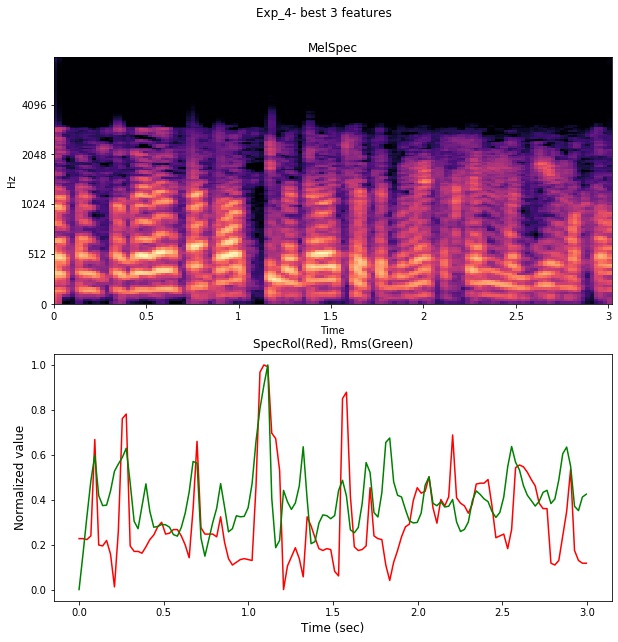 Exp_4- best 3 features
MelSpec
4096
2048
1024
512
0
Hz
0 0.5 1 1.5 2 2.5 3
Time
SpecRol(Red), Rms(Green)
1.0
0.8
0.6
0.4
0.2
0.0
Normalized value
0.0 0.5 1.0 1.5 2.0 2.5 3.0
Time (sec)